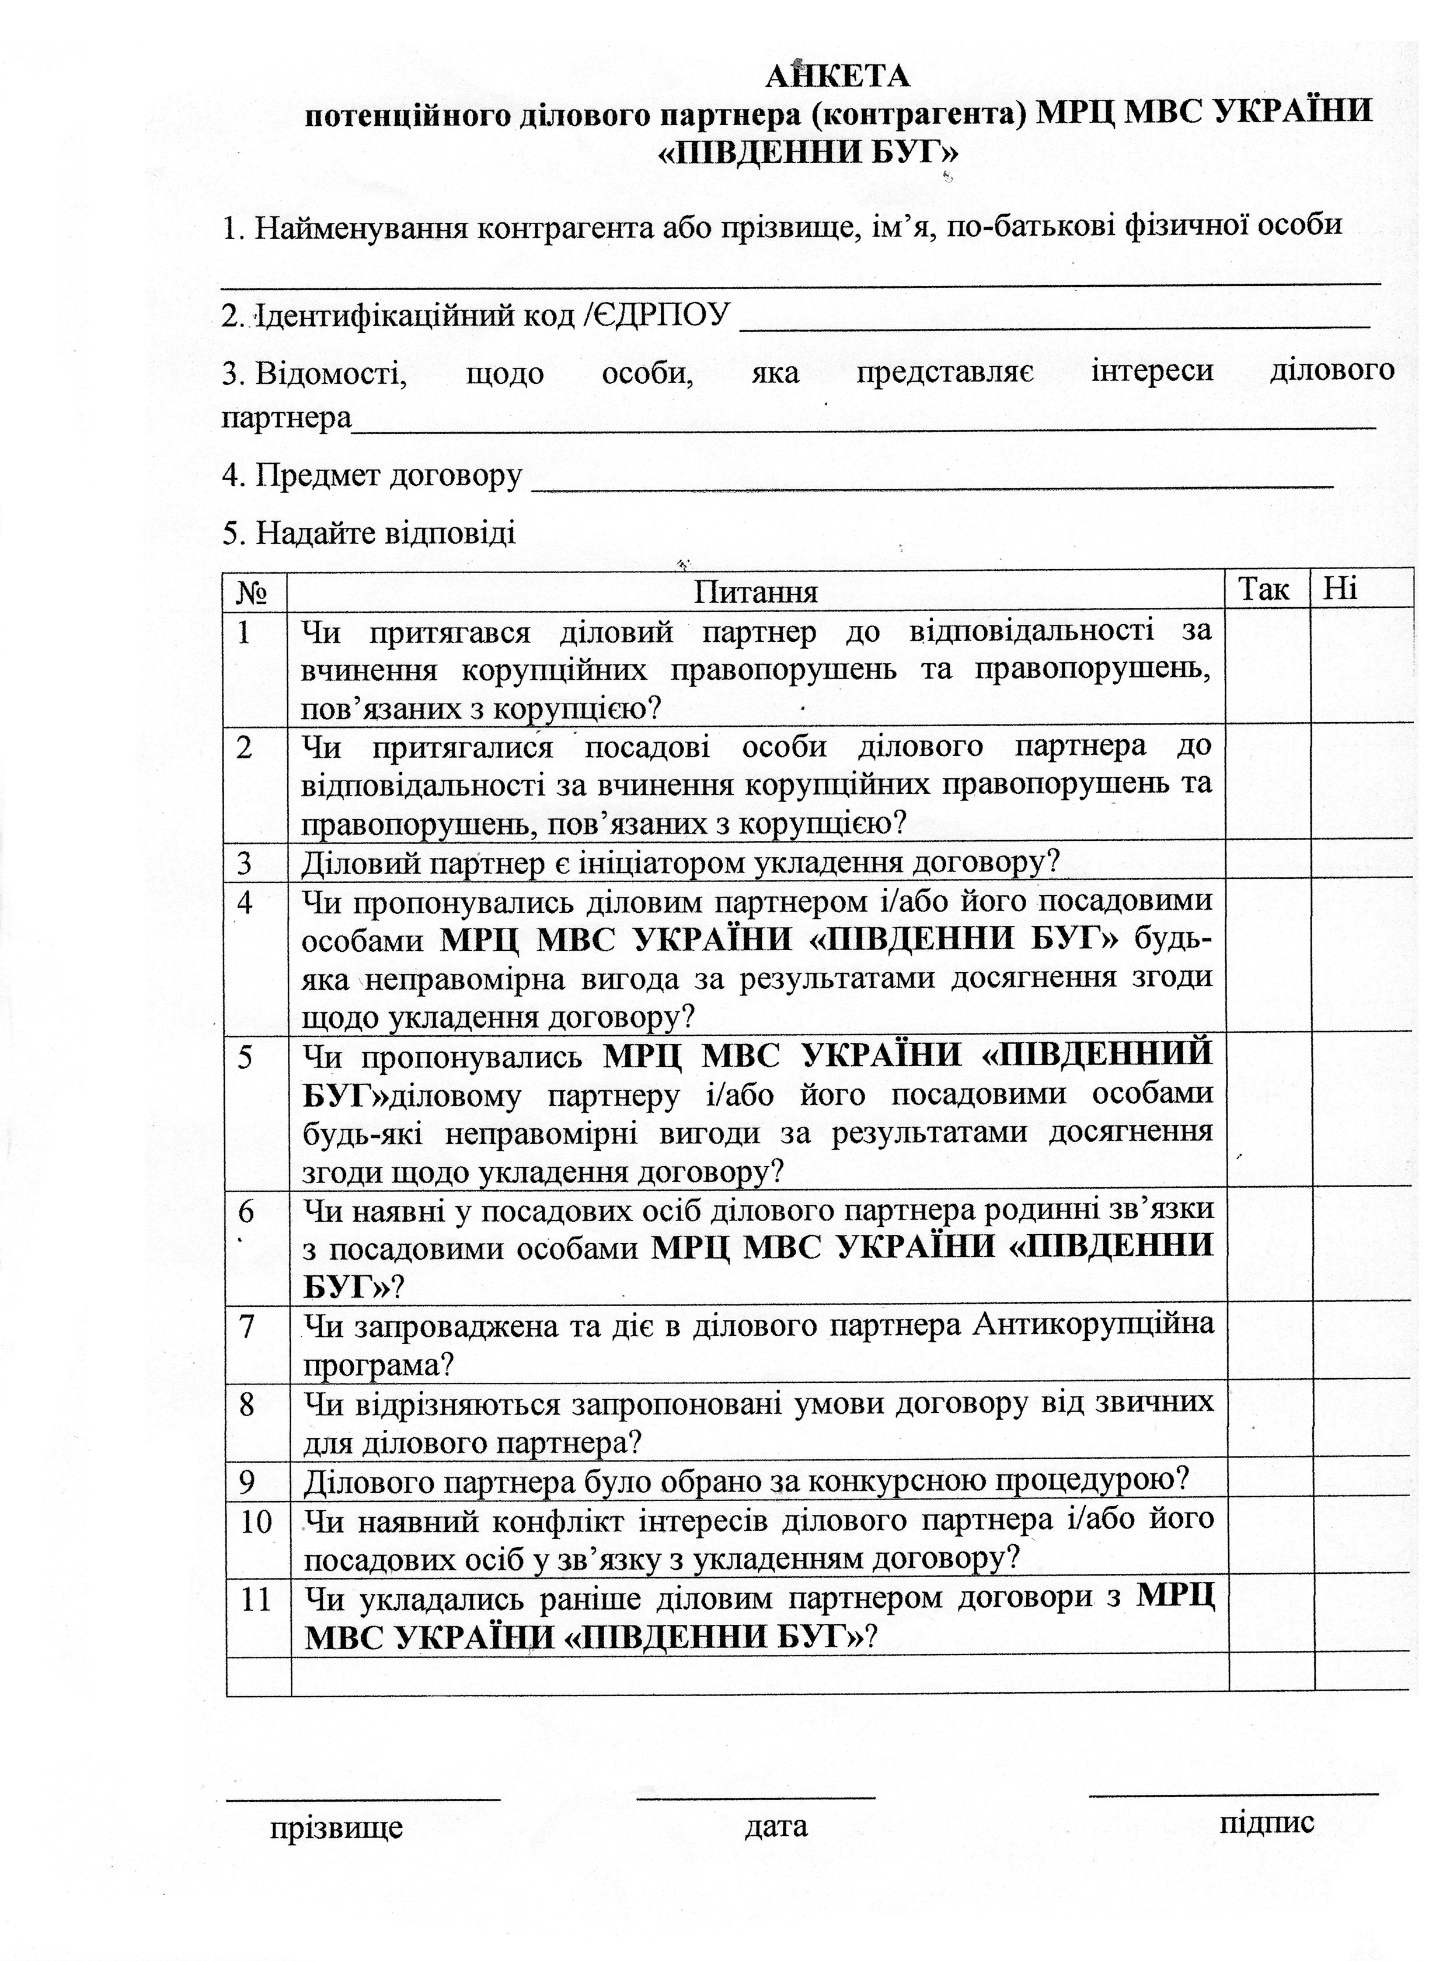 АНКЕТА
потенційного ділового партнера (контрагента) МРЦ МВС УКРАЇНИ
«ПІВДЕННИ БУГ»
1. Найменування контрагента або прізвище, ім’я, по-батькові фізичної особи
2. Ідентифікаційний код /ЄДРПОУ
3. Відомості, щодо особи, яка представляє інтереси ділового
партнера
4. Предмет договору
5. Надайте відповіді
№ Питання Так Ні
1 Чи притягався діловий партнер до відповідальності за
вчинення корупційних правопорушень та правопорушень,
пов’язаних з корупцією?
2 Чи притягалися посадові особи ділового партнера до
відповідальності за вчинення корупційних правопорушень та
правопорушень, пов’язаних з корупцією?
3 Діловий партнер є ініціатором укладення договору?
4 Чи пропонувались діловим партнером і/або його посадовими
особами МРЦ МВС УКРАЇНИ «ПІВДЕННИ БУГ» будь-
яка неправомірна вигода за результатами досягнення згоди
щодо укладення договору?
5 Чи пропонувались МРЦ МВС УКРАЇНИ «ПІВДЕННИЙ
БУГ»діловому партнеру і/або його посадовими особами
будь-які неправомірні вигоди за результатами досягнення
згоди щодо укладення договору?
6 Чи наявні у посадових осіб ділового партнера родинні зв’язки
з посадовими особами МРЦ МВС УКРАЇНИ «ПІВДЕННИ
БУГ»?
7 Чи запроваджена та діє в ділового партнера Антикорупційна
програма?
8 Чи відрізняються запропоновані умови договору від звичних
для ділового партнера?
9 Ділового партнера було обрано за конкурсною процедурою?
10 Чи наявний конфлікт інтересів ділового партнера і/або його
посадових осіб у зв’язку з укладенням договору?
11 Чи укладались раніше діловим партнером договори з МРЦ
МВС УКРАЇНИ «ПІВДЕННИ БУГ»?
прізвище дата підпис